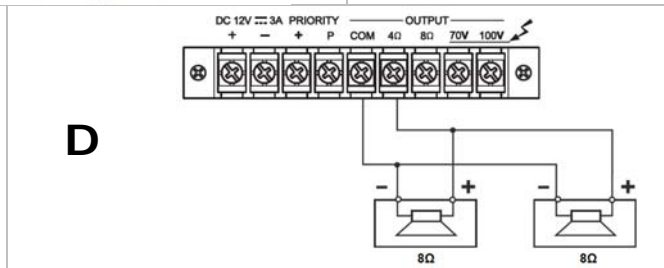 DC 12V ⎓ 3A PRIORITY OUTPUT
+ − + P COM 4Ω 8Ω 70V 100V
D
− + − +
8Ω 8Ω